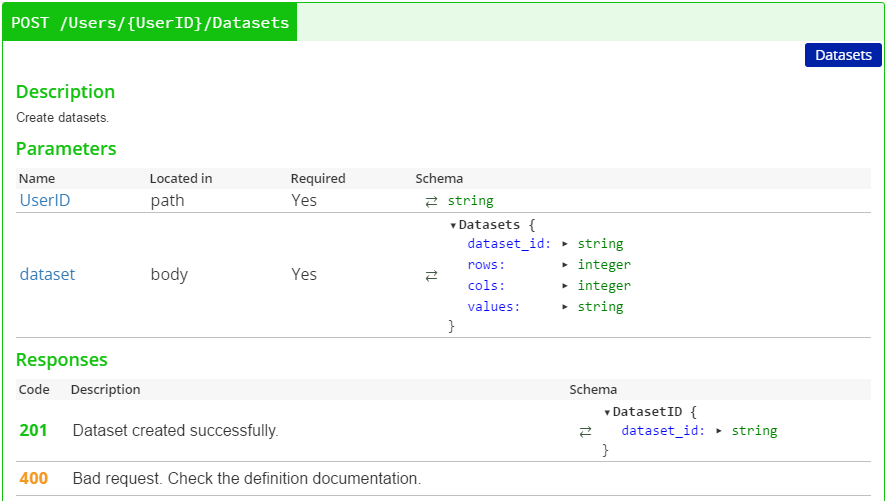 POST /Users/{UserID}/Datasets
Datasets
Description
Create datasets.
Parameters
Name Located in Required Schema
UserID path Yes ⇄ string
▼Datasets {
dataset_id: ▶ string
rows: ▶ integer
dataset body Yes ⇄
cols: ▶ integer
values: ▶ string
}
Responses
Code Description Schema
▼DatasetID {
201 Dataset created successfully. ⇄ dataset_id: ▶ string
}
400 Bad request. Check the definition documentation.